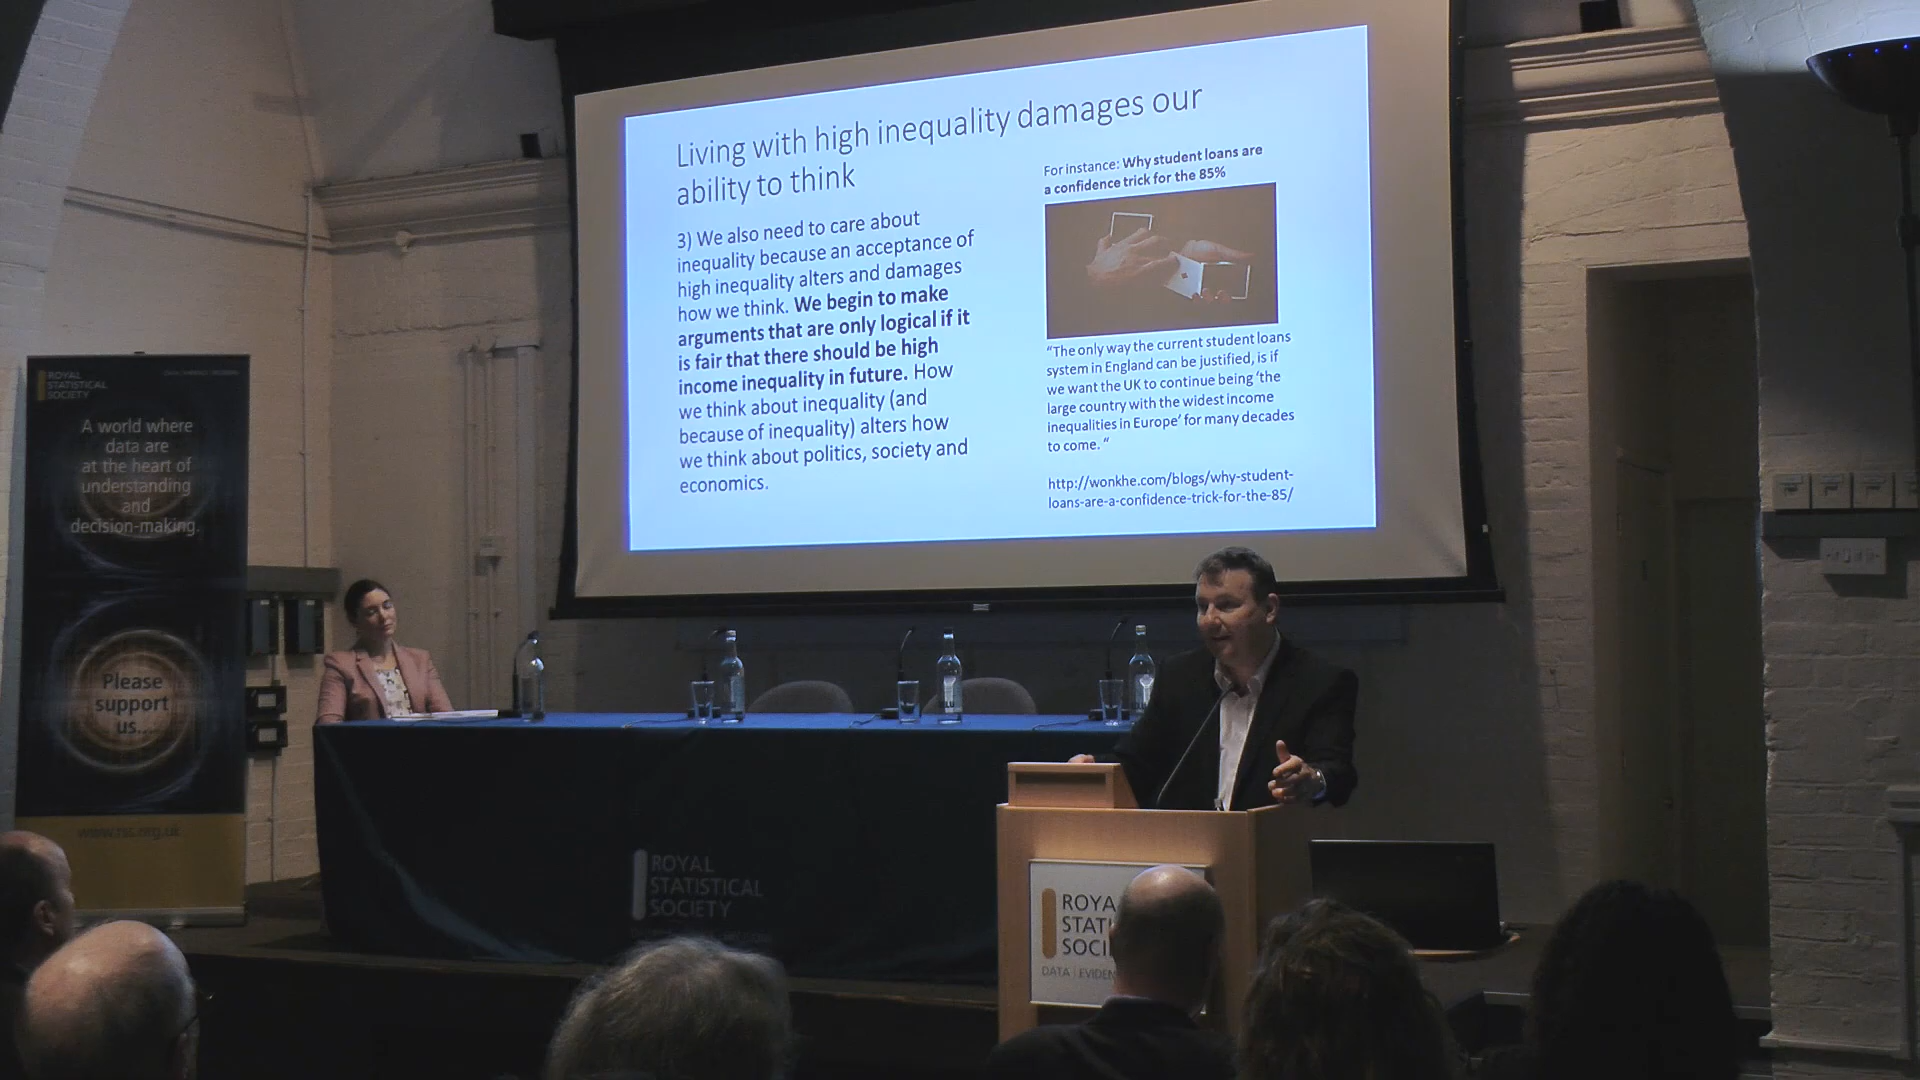 Living with high inequality damages our
ability to think
3) We also need to care about
inequality because an acceptance of
high inequality alters and damages
how we think. We begin to make
arguments that are only logical if it
is fair that there should be high
income inequality in future. How
we think about inequality (and
because of inequality) alters how
we think about politics, society and
economics.
For instance: Why student loans are
a confidence trick for the 85%
“The only way the current student loans
system in England can be justified, is if
we want the UK to continue being ‘the
large country with the widest income
inequalities in Europe’ for many decades
to come. “
http://wonkhe.com/blogs/why-student-
loans-are-a-confidence-trick-for-the-85/
ROYAL
STATISTICAL
SOCIETY
A world where
data are
at the heart of
understanding
and
decision-making.
Please
support
us...
www.rss.org.uk
ROYAL
STATISTICAL
SOCIETY
ROYA
STATI
SOCI
DATA | EVIDEN